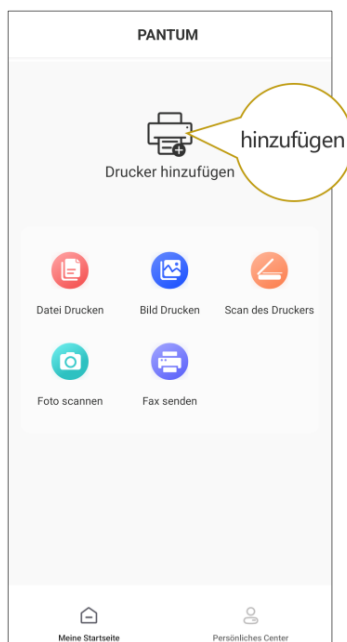 PANTUM
hinzufügen
Drucker hinzufügen
Datei Drucken
Bild Drucken
Scan des Druckers
Foto scannen
Fax senden
Meine Startseite
Persönliches Center